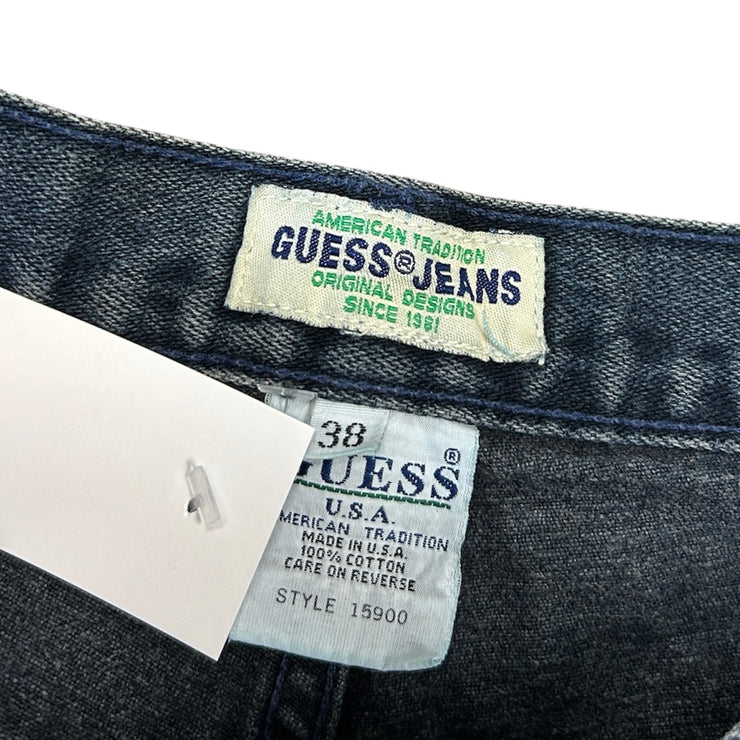 AMERICAN TRADITION
GUESS®JEANS
ORIGINAL DESIGNS
SINCE 1981
38
GUESS®
U.S.A.
AMERICAN TRADITION
MADE IN U.S.A.
100% COTTON
CARE ON REVERSE
STYLE 15900